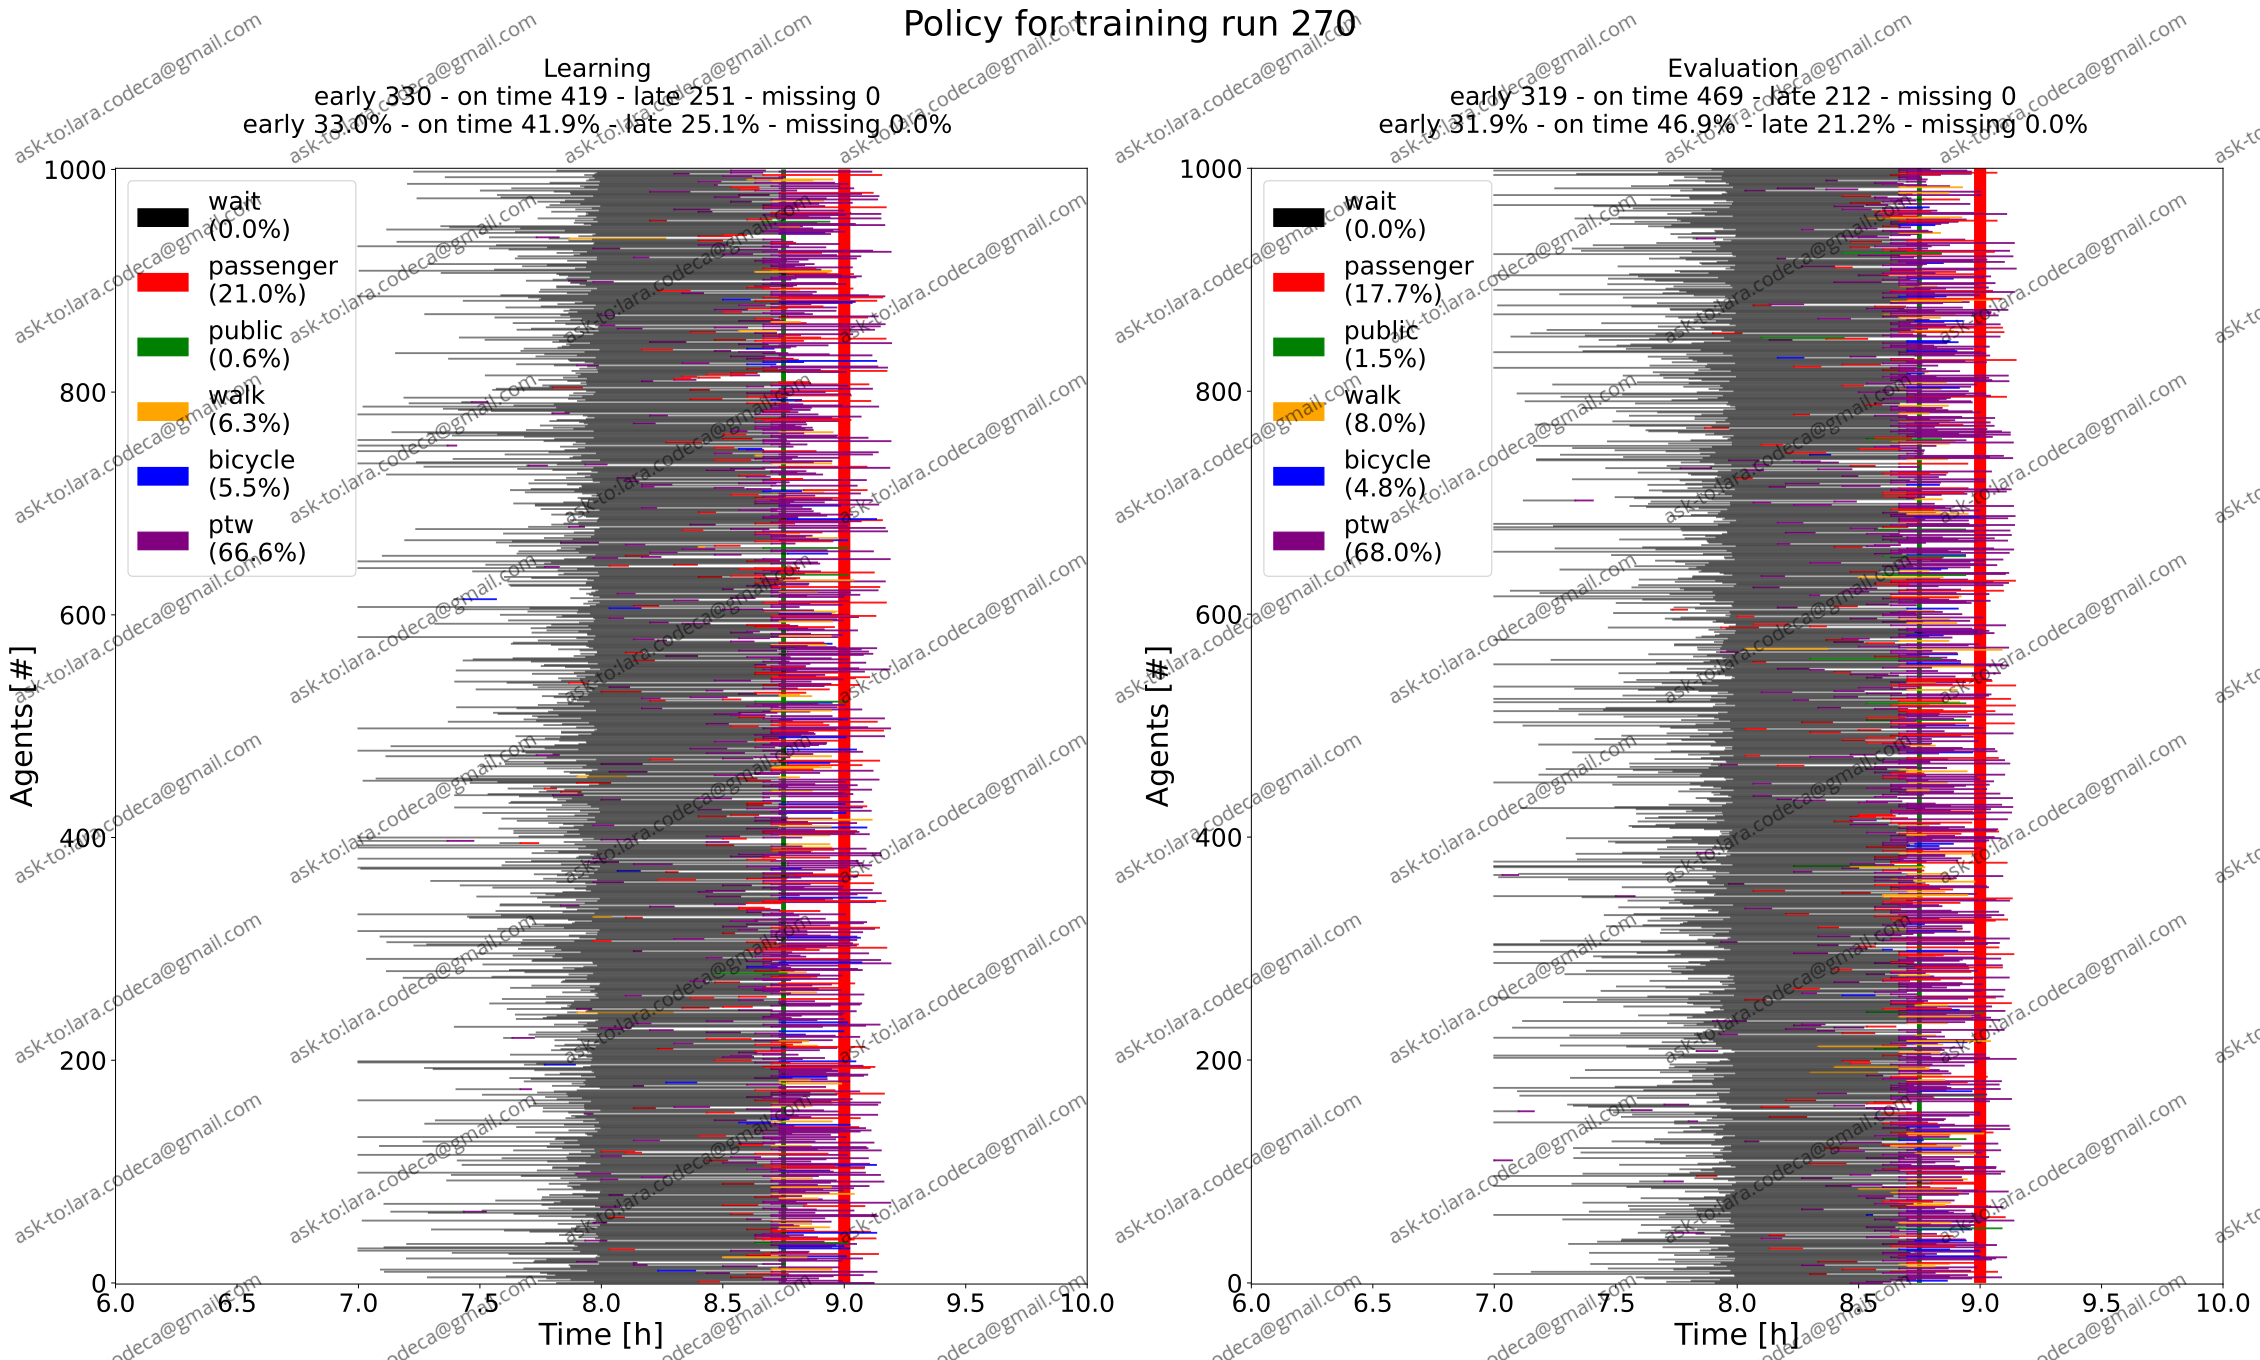 Policy for training run 270
Learning
early 330 - on time 419 - late 251 - missing 0
early 33.0% - on time 41.9% - late 25.1% - missing 0.0%
1000
800
600
400
200
0
Agents [#]
wait
(0.0%)
passenger
(21.0%)
public
(0.6%)
walk
(6.3%)
bicycle
(5.5%)
ptw
(66.6%)
6.0 6.5 7.0 7.5 8.0 8.5 9.0 9.5 10.0
Time [h]
Evaluation
early 319 - on time 469 - late 212 - missing 0
early 31.9% - on time 46.9% - late 21.2% - missing 0.0%
1000
800
600
400
200
0
Agents [#]
wait
(0.0%)
passenger
(17.7%)
public
(1.5%)
walk
(8.0%)
bicycle
(4.8%)
ptw
(68.0%)
6.0 6.5 7.0 7.5 8.0 8.5 9.0 9.5 10.0
Time [h]
ask-to:lara.codeca@gmail.com